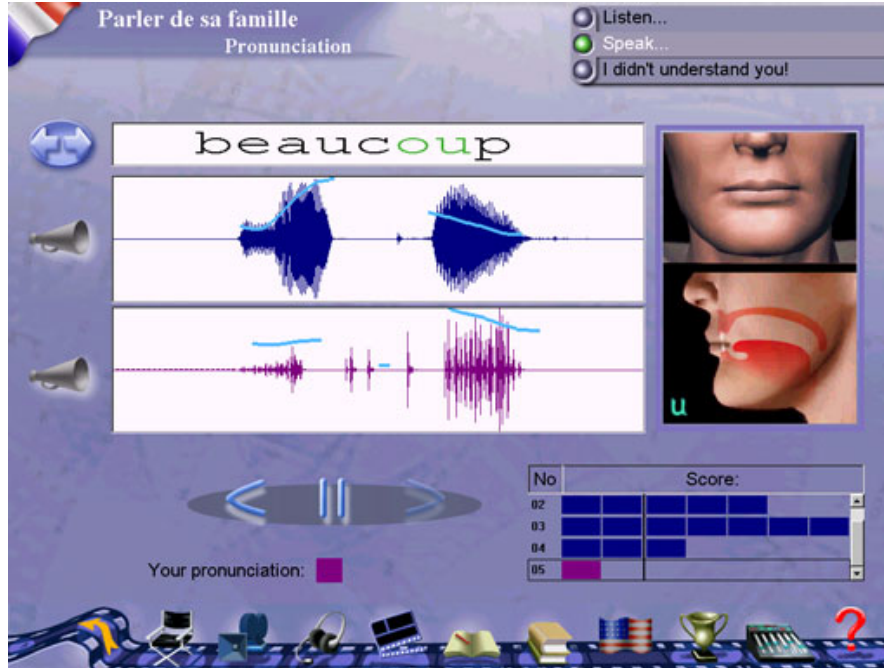 Parler de sa famille
Pronunciation
Listen...
Speak...
I didn't understand you!
beaucoup
u
No Score:
02
03
04
05
Your pronunciation:
?